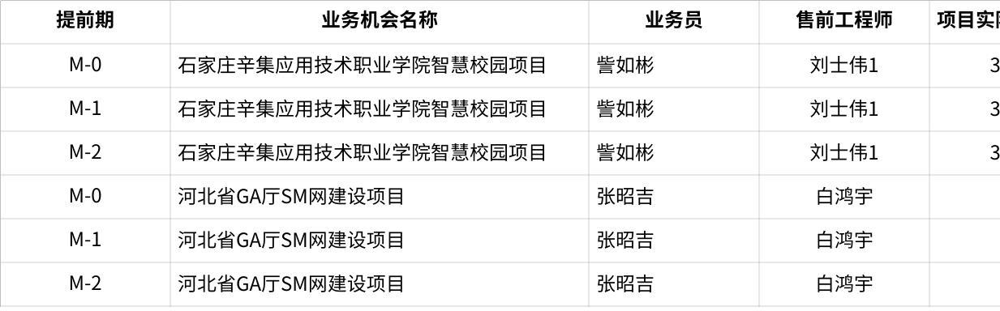 提前期 业务机会名称 业务员 售前工程师 项目实
M-0 石家庄辛集应用技术职业学院智慧校园项目 訾如彬 刘士伟1 3
M-1 石家庄辛集应用技术职业学院智慧校园项目 訾如彬 刘士伟1 3
M-2 石家庄辛集应用技术职业学院智慧校园项目 訾如彬 刘士伟1 3
M-0 河北省GA厅SM网建设项目 张昭吉 白鸿宇
M-1 河北省GA厅SM网建设项目 张昭吉 白鸿宇
M-2 河北省GA厅SM网建设项目 张昭吉 白鸿宇